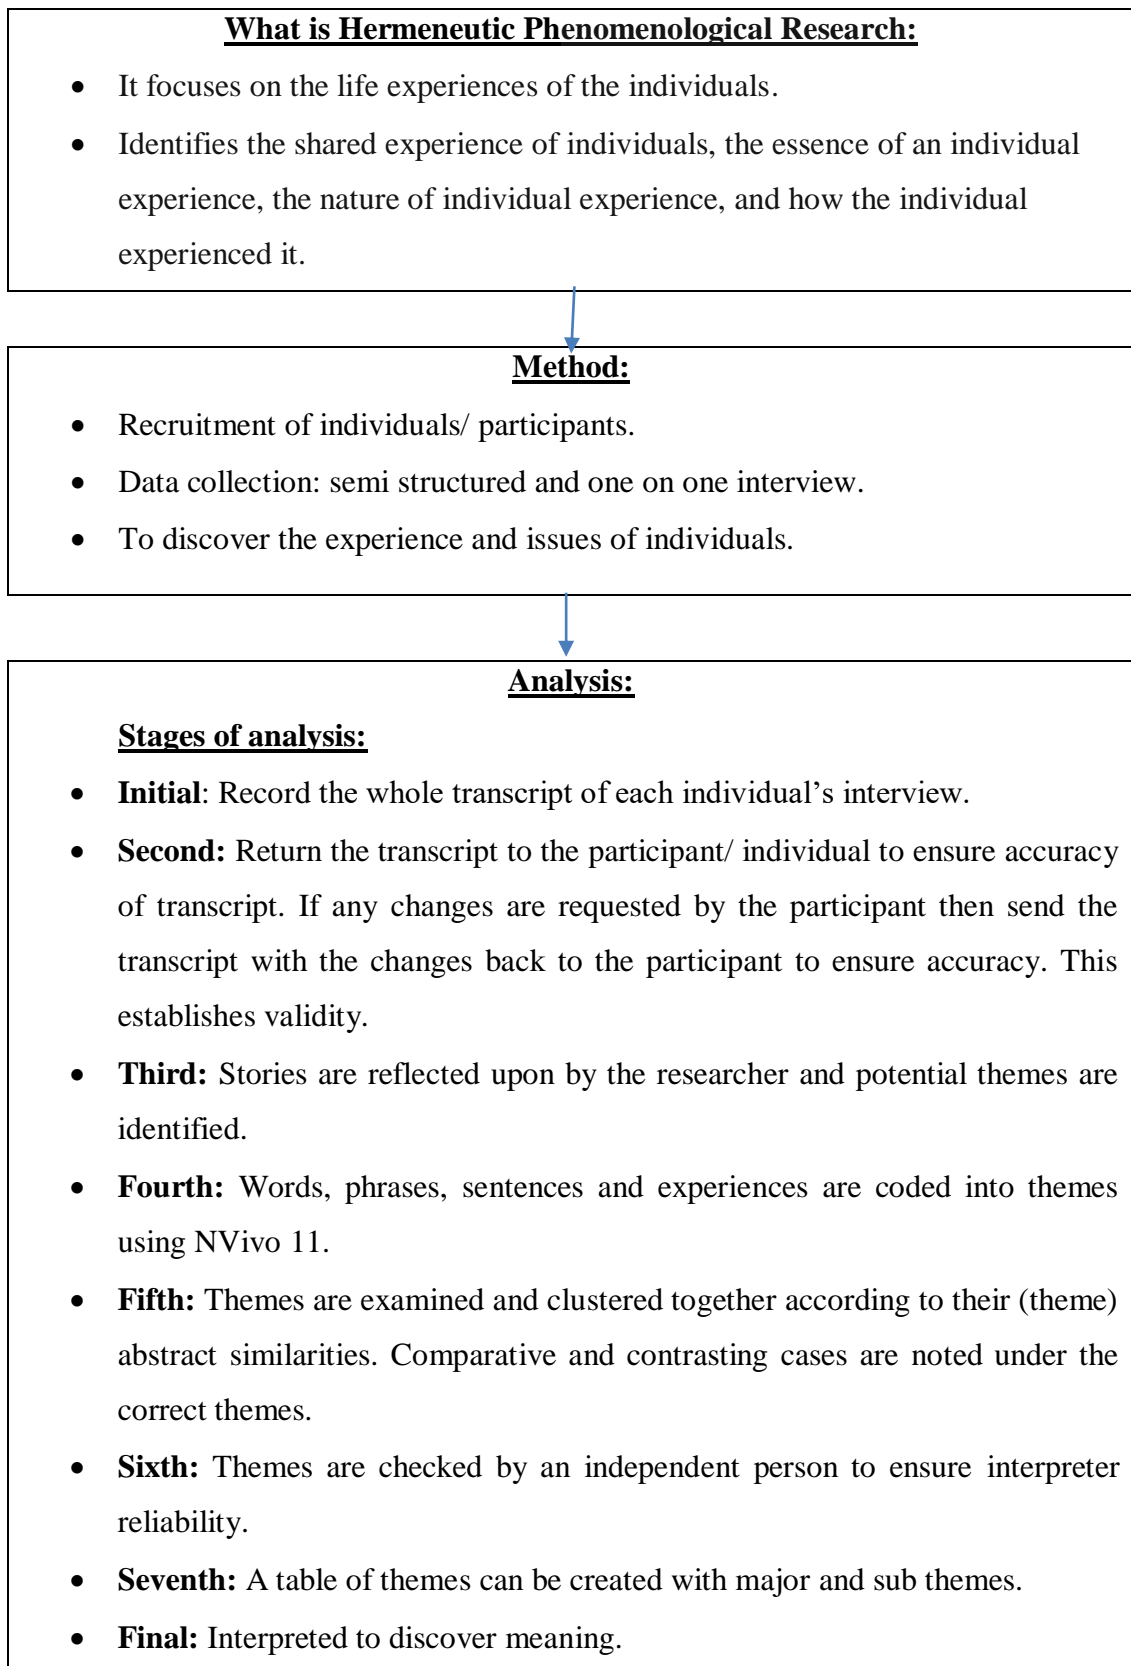 What is Hermeneutic Phenomenological Research:
• It focuses on the life experiences of the individuals.
• Identifies the shared experience of individuals, the essence of an individual
experience, the nature of individual experience, and how the individual
experienced it.
Method:
• Recruitment of individuals/ participants.
• Data collection: semi structured and one on one interview.
• To discover the experience and issues of individuals.
Analysis:
Stages of analysis:
• Initial: Record the whole transcript of each individual’s interview.
• Second: Return the transcript to the participant/ individual to ensure accuracy
of transcript. If any changes are requested by the participant then send the
transcript with the changes back to the participant to ensure accuracy. This
establishes validity.
• Third: Stories are reflected upon by the researcher and potential themes are
identified.
• Fourth: Words, phrases, sentences and experiences are coded into themes
using NVivo 11.
• Fifth: Themes are examined and clustered together according to their (theme)
abstract similarities. Comparative and contrasting cases are noted under the
correct themes.
• Sixth: Themes are checked by an independent person to ensure interpreter
reliability.
• Seventh: A table of themes can be created with major and sub themes.
• Final: Interpreted to discover meaning.